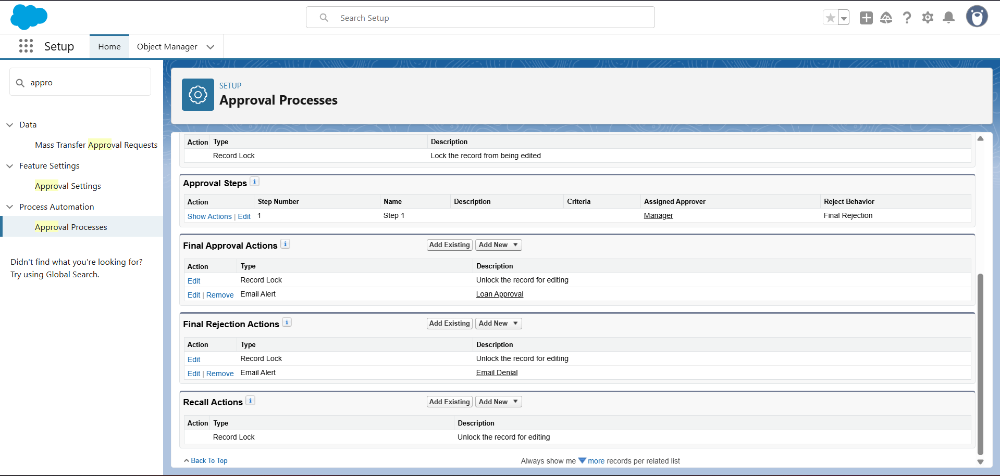 Search Setup
Setup
Home
Object Manager
appro
Data
Mass Transfer Approval Requests
Feature Settings
Approval Settings
Process Automation
Approval Processes
Didn't find what you're looking for?
Try using Global Search.
SETUP
Approval Processes
Action Type Description
Record Lock Lock the record from being edited
Approval Steps i
Action Step Number Name Description Criteria Assigned Approver Reject Behavior
Show Actions | Edit 1 Step 1 Manager Final Rejection
Final Approval Actions i Add Existing Add New
Action Type Description
Edit Record Lock Unlock the record for editing
Edit | Remove Email Alert Loan Approval
Final Rejection Actions i Add Existing Add New
Action Type Description
Edit Record Lock Unlock the record for editing
Edit | Remove Email Alert Email Denial
Recall Actions i Add Existing Add New
Action Type Description
Record Lock Unlock the record for editing
Back To Top Always show me more records per related list